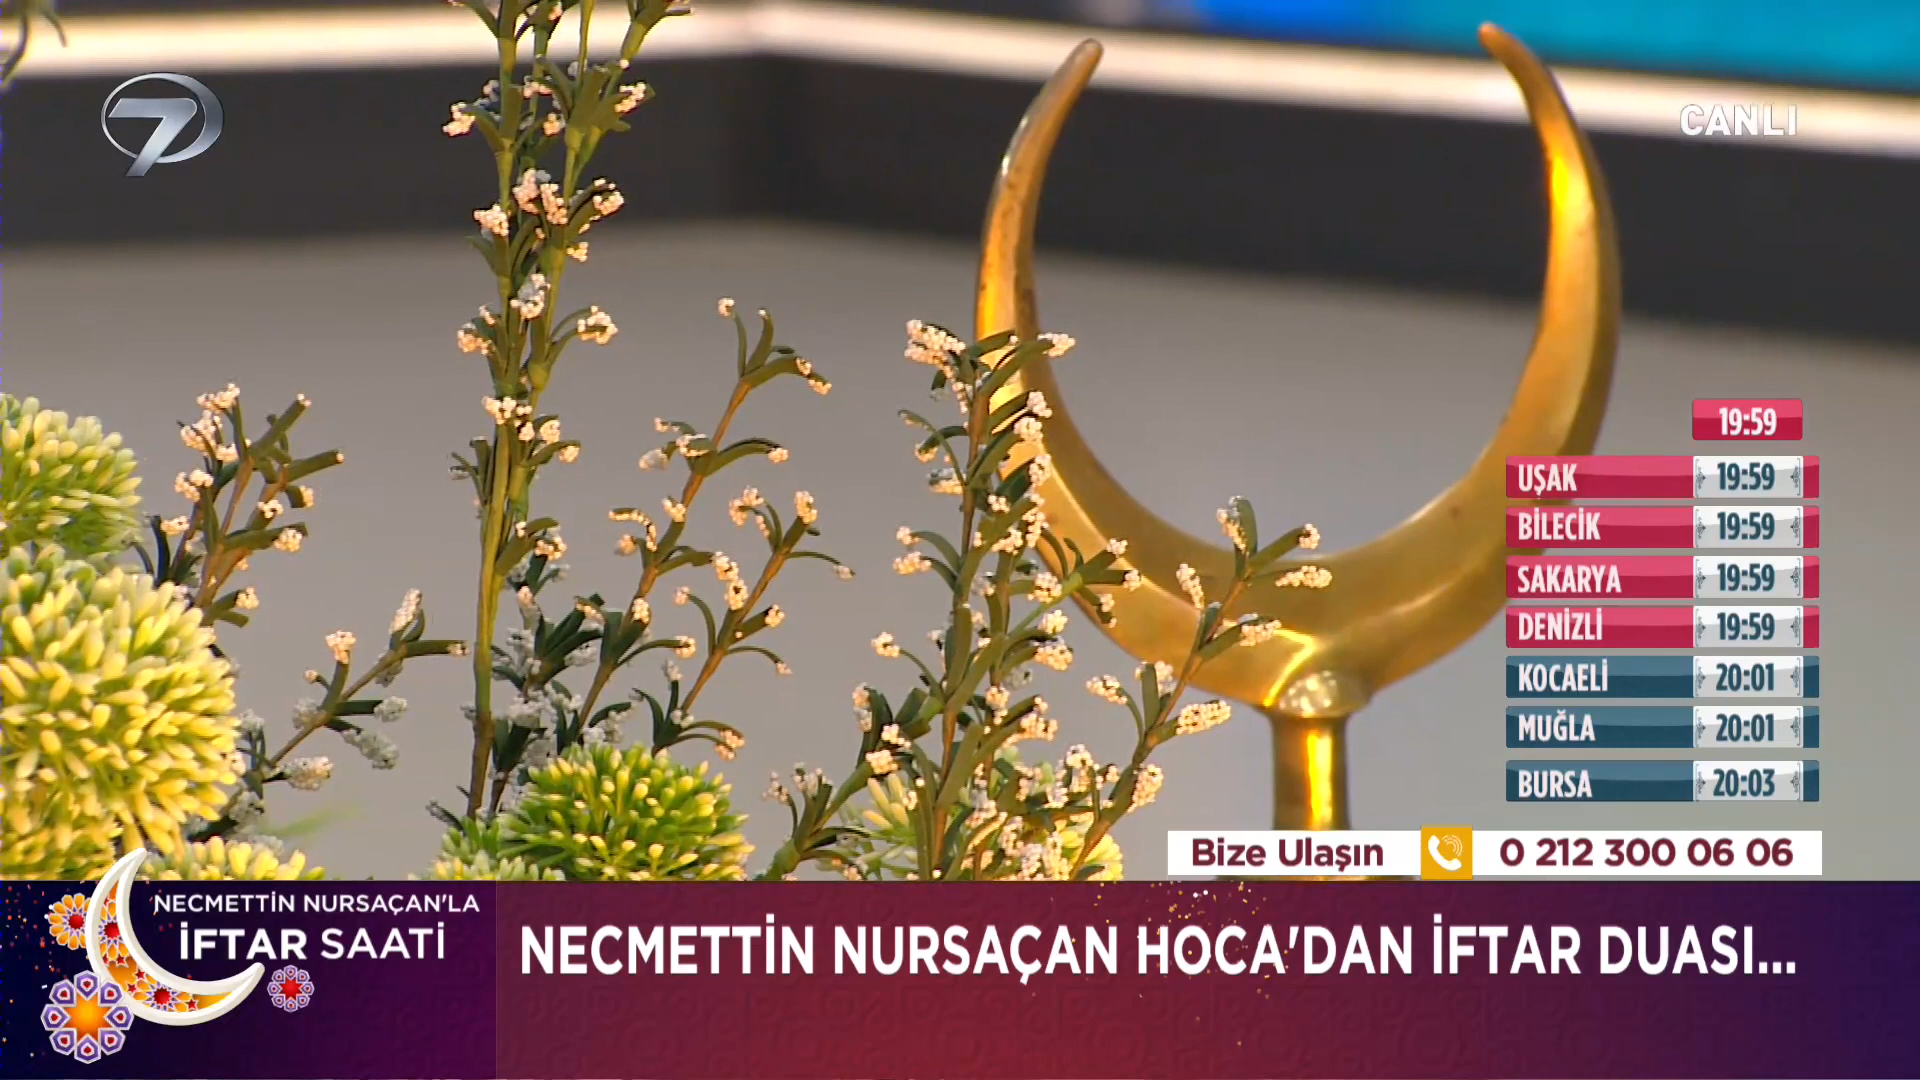 7
CANLI
19:59
UŞAK 19:59
BİLECİK 19:59
SAKARYA 19:59
DENİZLİ 19:59
KOCAELİ 20:01
MUĞLA 20:01
BURSA 20:03
Bize Ulaşın 0 212 300 06 06
NECMETTİN NURSAÇAN'LA
İFTAR SAATİ
NECMETTİN NURSAÇAN HOCA'DAN İFTAR DUASI...